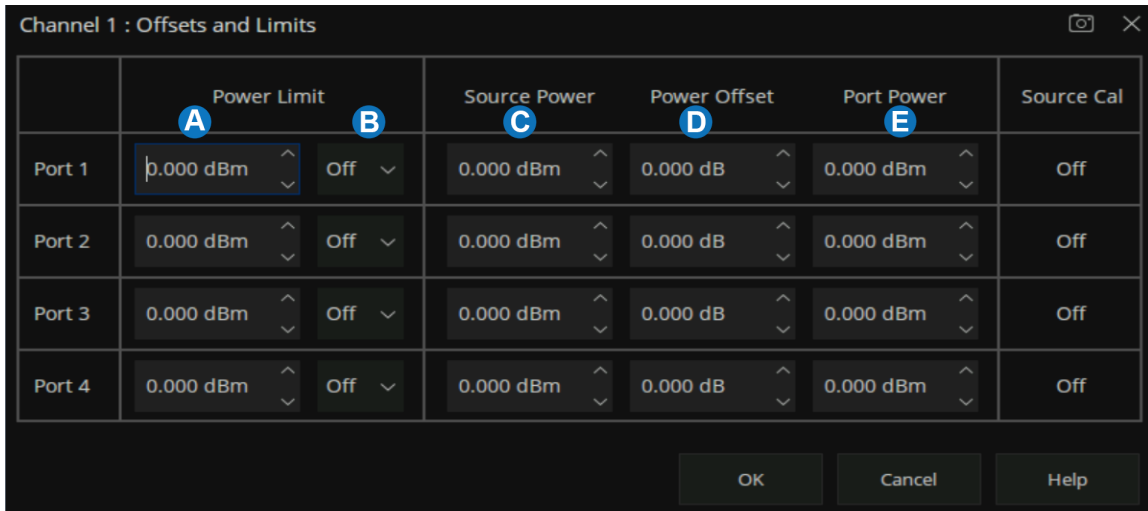 Channel 1 : Offsets and Limits
Power Limit Source Power Power Offset Port Power Source Cal
A B C D E
Port 1 0.000 dBm Off 0.000 dBm 0.000 dB 0.000 dBm Off
Port 2 0.000 dBm Off 0.000 dBm 0.000 dB 0.000 dBm Off
Port 3 0.000 dBm Off 0.000 dBm 0.000 dB 0.000 dBm Off
Port 4 0.000 dBm Off 0.000 dBm 0.000 dB 0.000 dBm Off
OK Cancel Help